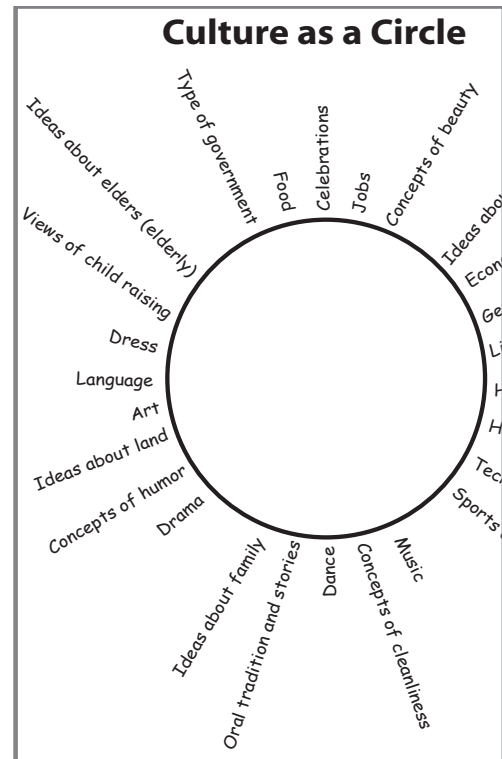 Culture as a Circle
Celebrations
Jobs
Concepts of beauty
Ideas
Sports
Music
Concepts of cleanliness
Dance
Oral tradition and stories
Ideas about family
Drama
Concepts of humor
Ideas about land
Art
Language
Dress
Views of child raising
Ideas about elders (elderly)
Type of government
Food